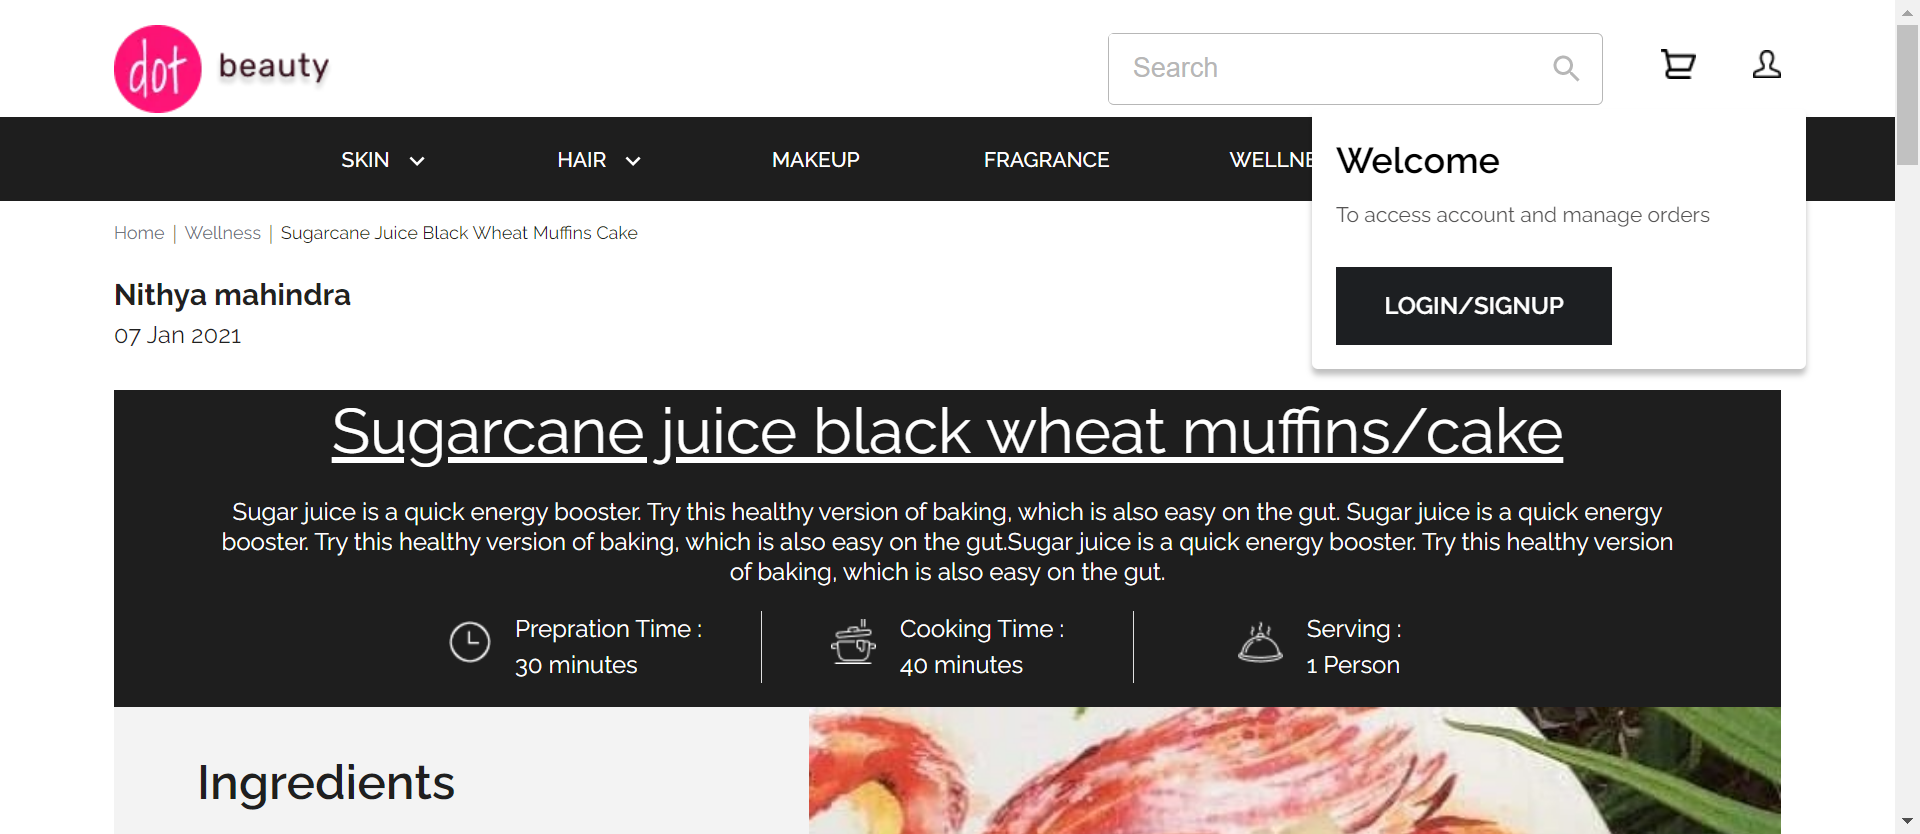 dot beauty
Search
SKIN HAIR MAKEUP FRAGRANCE WELLNE
Welcome
To access account and manage orders
LOGIN/SIGNUP
Home | Wellness | Sugarcane Juice Black Wheat Muffins Cake
Nithya mahindra
07 Jan 2021
Sugarcane juice black wheat muffins/cake
Sugar juice is a quick energy booster. Try this healthy version of baking, which is also easy on the gut. Sugar juice is a quick energy
booster. Try this healthy version of baking, which is also easy on the gut.Sugar juice is a quick energy booster. Try this healthy version
of baking, which is also easy on the gut.
Prepration Time :
30 minutes
Cooking Time :
40 minutes
Serving :
1 Person
Ingredients